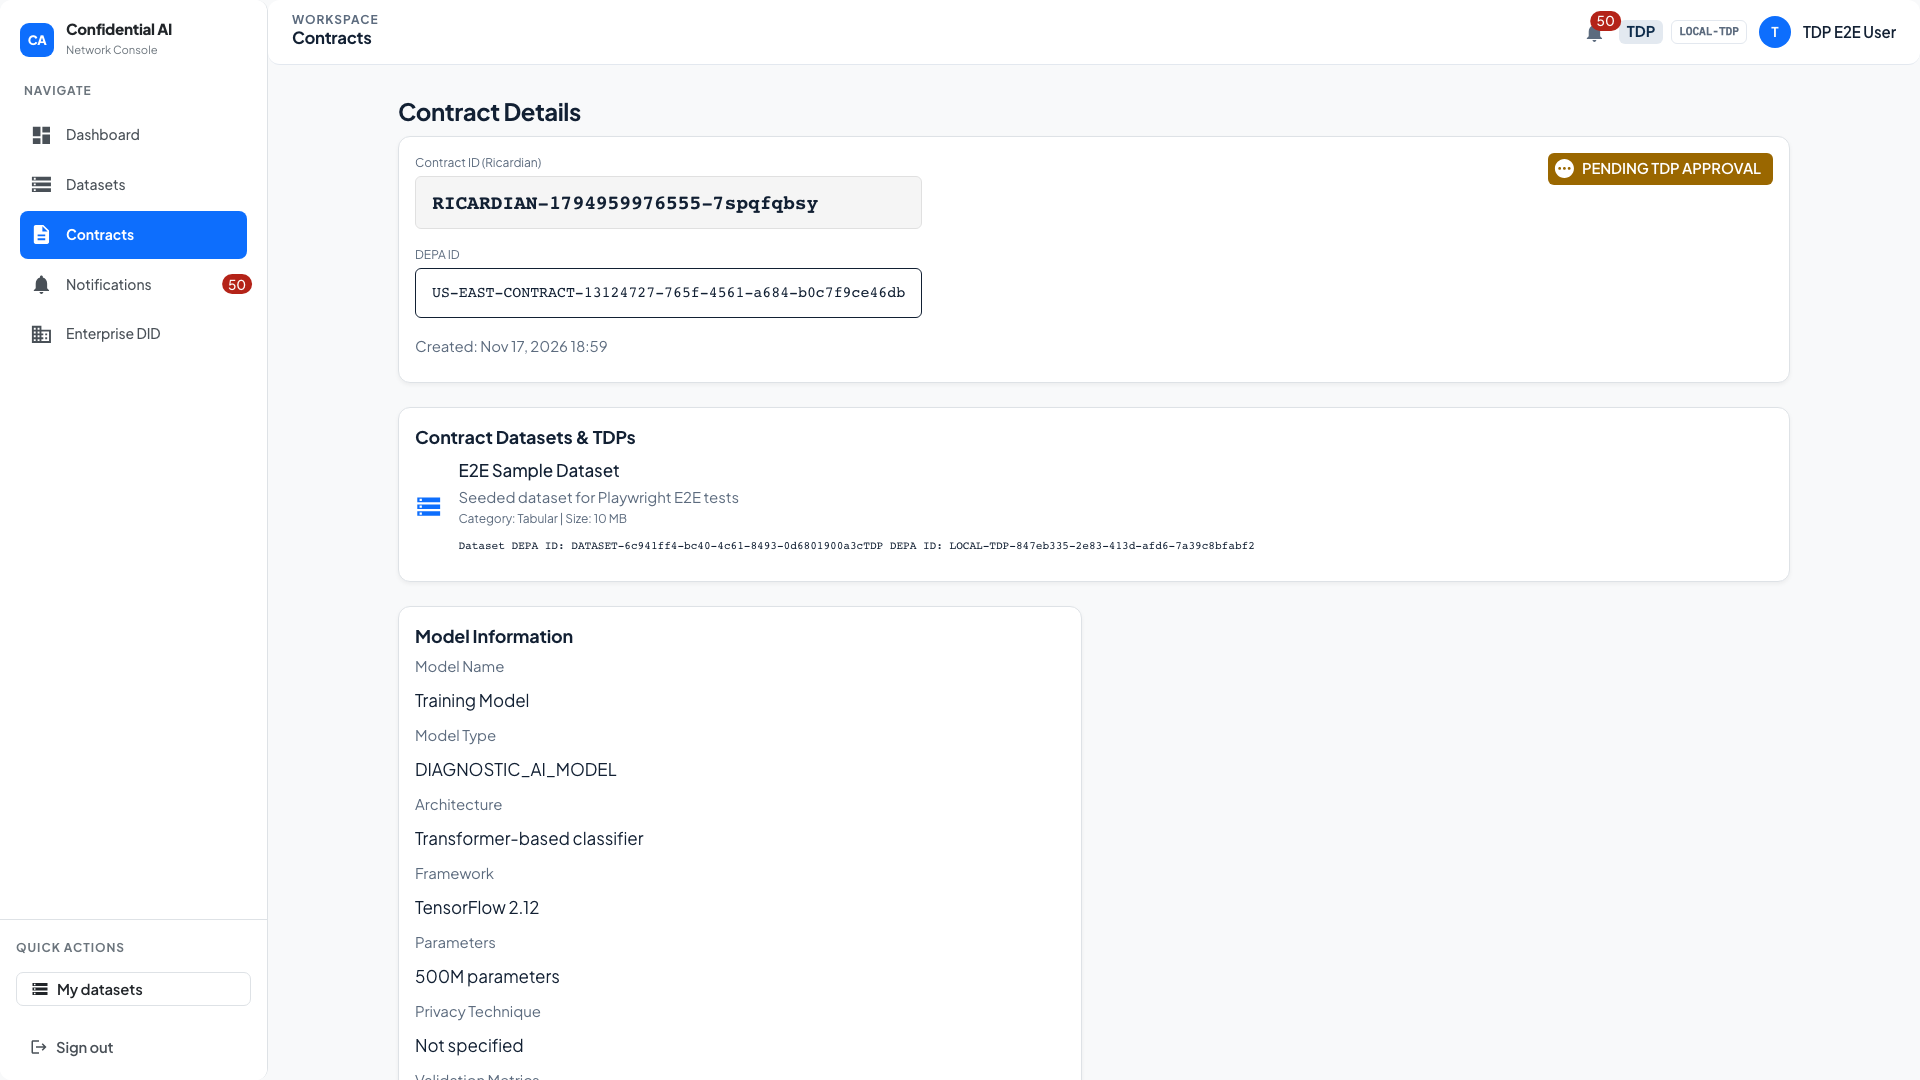 CA
Confidential AI
Network Console
NAVIGATE
Dashboard
Datasets
Contracts
Notifications 50
Enterprise DID
QUICK ACTIONS
My datasets
Sign out
WORKSPACE
Contracts
50
TDP
LOCAL-TDP
T
TDP E2E User
Contract Details
Contract ID (Ricardian)
RICARDIAN-1794959976555-7spqfqbsy
PENDING TDP APPROVAL
DEPA ID
US-EAST-CONTRACT-13124727-765f-4561-a684-b0c7f9ce46db
Created: Nov 17, 2026 18:59
Contract Datasets & TDPs
E2E Sample Dataset
Seeded dataset for Playwright E2E tests
Category: Tabular | Size: 10 MB
Dataset DEPA ID: DATASET-6c941ff4-bc40-4c61-8493-0d6801900a3cTDP DEPA ID: LOCAL-TDP-847eb335-2e83-413d-afd6-7a39c8bfabf2
Model Information
Model Name
Training Model
Model Type
DIAGNOSTIC_AI_MODEL
Architecture
Transformer-based classifier
Framework
TensorFlow 2.12
Parameters
500M parameters
Privacy Technique
Not specified
Validation Metrics